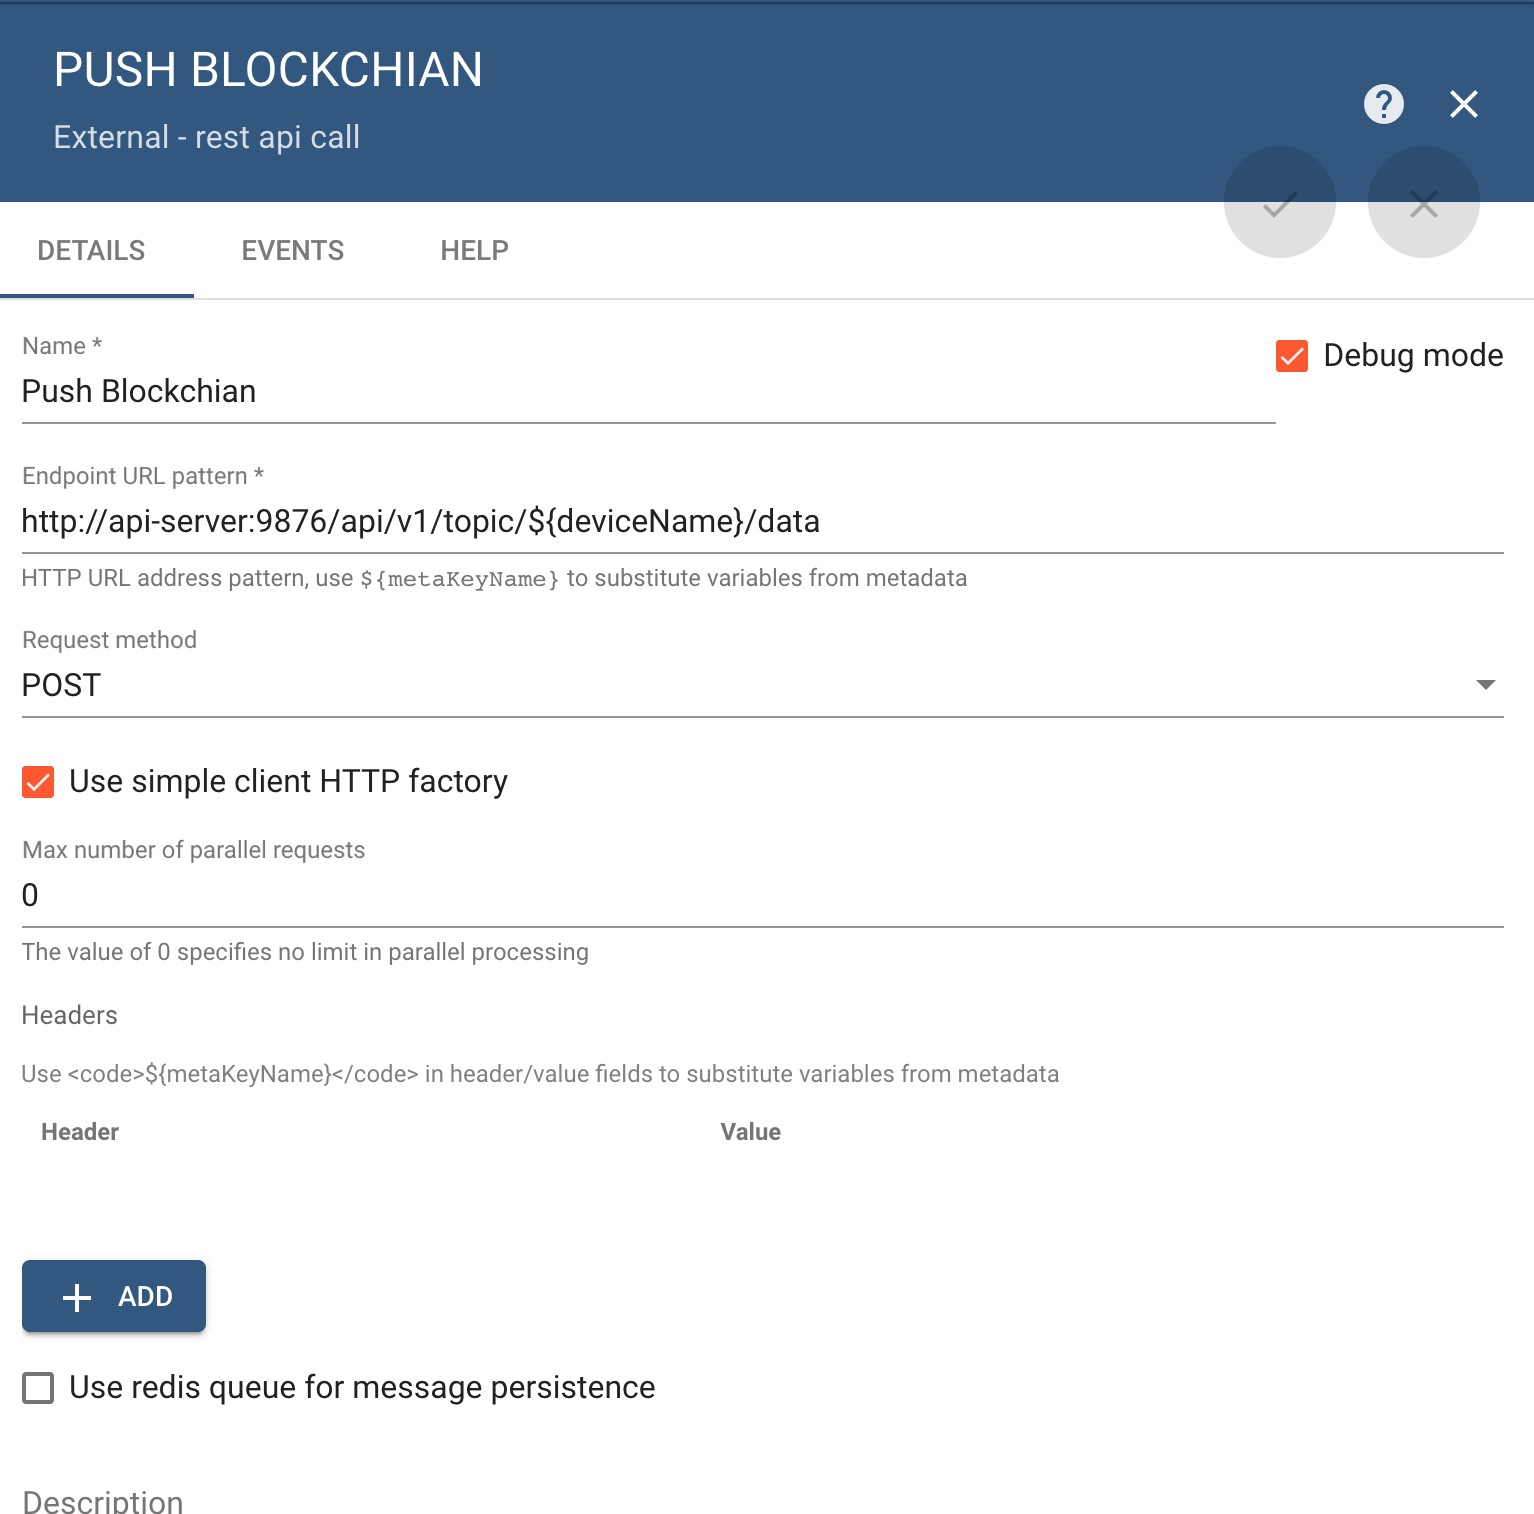 PUSH BLOCKCHIAN
External - rest api call
DETAILS EVENTS HELP
Name *
Push Blockchian
Debug mode
Endpoint URL pattern *
http://api-server:9876/api/v1/topic/${deviceName}/data
HTTP URL address pattern, use ${metaKeyName} to substitute variables from metadata
Request method
POST
Use simple client HTTP factory
Max number of parallel requests
0
The value of 0 specifies no limit in parallel processing
Headers
Use <code>${metaKeyName}</code> in header/value fields to substitute variables from metadata
Header Value
+ ADD
Use redis queue for message persistence
Description